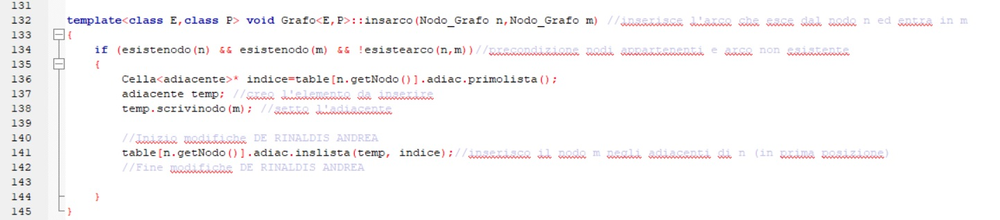 131
132 template<class E,class P> void Grafo<E,P>::insarco(Nodo_Grafo n,Nodo_Grafo m) //inserisce l'arco che esce dal nodo n ed entra in m
133 {
134 if (esistenodo(n) && esistenodo(m) && !esistearco(n,m))//precondizione nodi appartenenti e arco non esistente
135 {
136 Cella<adiacente>* indice=table[n.getNodo()].adiac.primolista();
137 adiacente temp; //creo l'elemento da inserire
138 temp.scrivinodo(m); //setto l'adiacente
139
140 //Inizio modifiche DE RINALDIS ANDREA
141 table[n.getNodo()].adiac.inslista(temp, indice);//inserisco il nodo m negli adiacenti di n (in prima posizione)
142 //Fine modifiche DE RINALDIS ANDREA
143
144 }
145 }